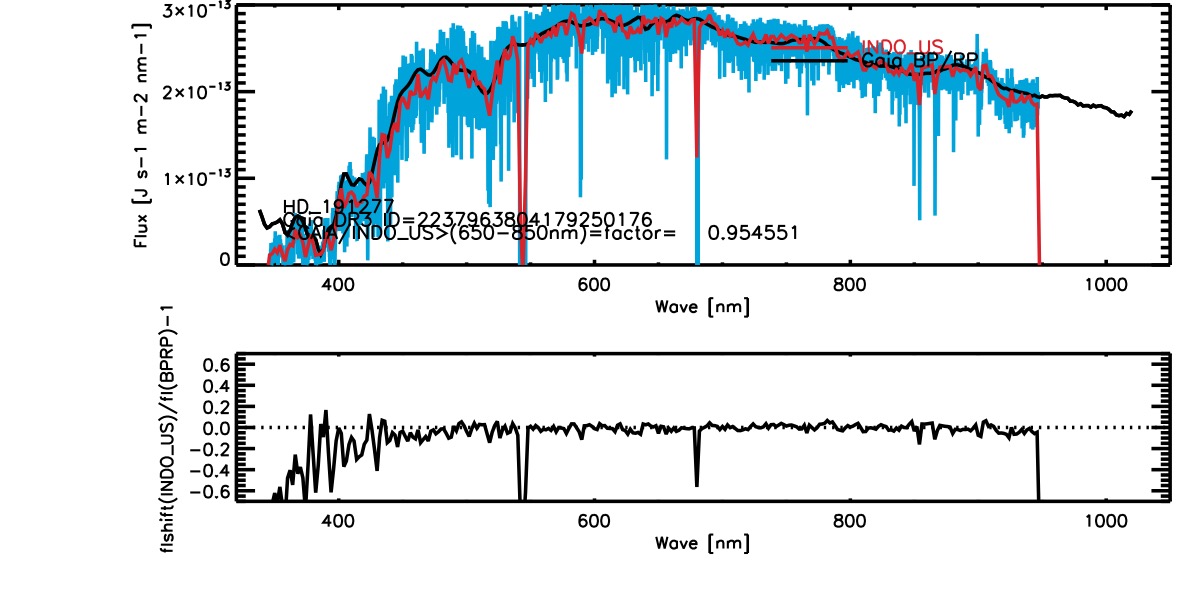 3×10⁻¹³
2×10⁻¹³
1×10⁻¹³
0
Flux [J s−1 m−2 nm−1]
INDO_US
Gaia BP/RP
HD_191277
Gaia DR3 ID=2237963804179250176
<GAIA/INDO_US>(650-850nm)=factor= 0.954551
400 600 800 1000
Wave [nm]
flshift(INDO_US)/fl(BPRP)−1
0.6
0.4
0.2
0.0
−0.2
−0.4
−0.6
400 600 800 1000
Wave [nm]